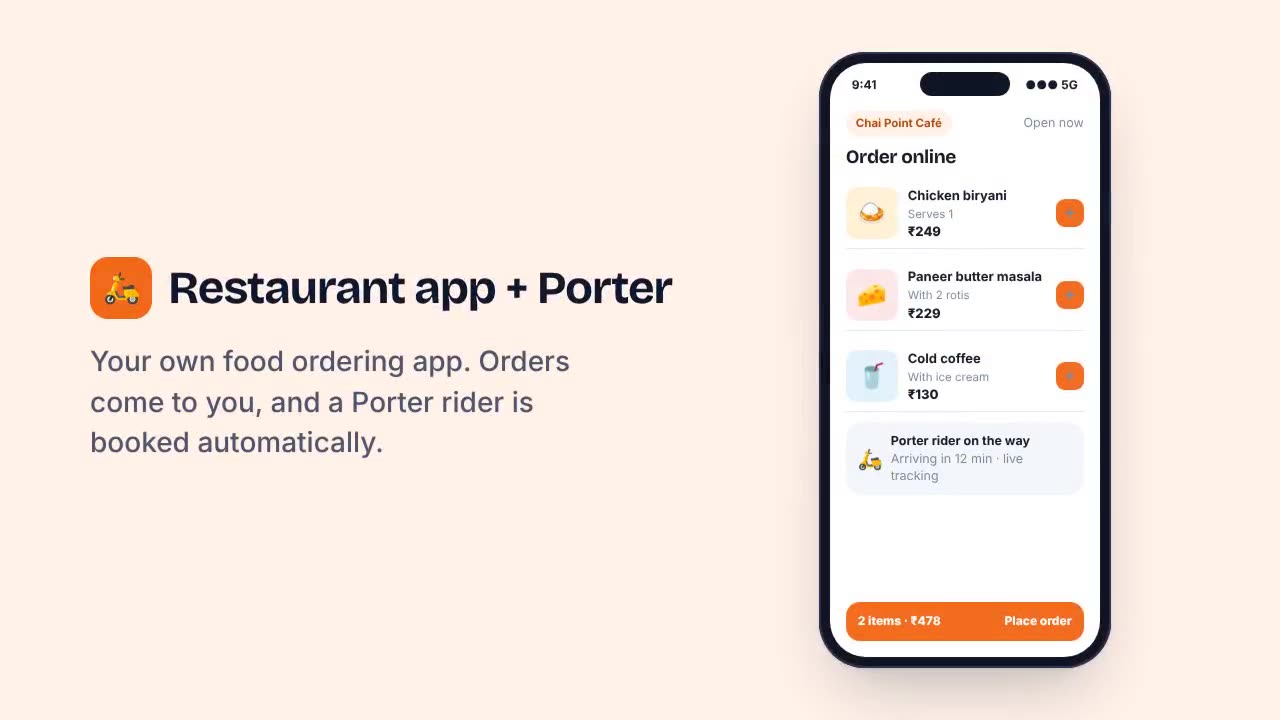 Restaurant app + Porter
Your own food ordering app. Orders
come to you, and a Porter rider is
booked automatically.
9:41
5G
Chai Point Café
Open now
Order online
Chicken biryani
Serves 1
₹249
Paneer butter masala
With 2 rotis
₹229
Cold coffee
With ice cream
₹130
Porter rider on the way
Arriving in 12 min · live
tracking
2 items · ₹478
Place order